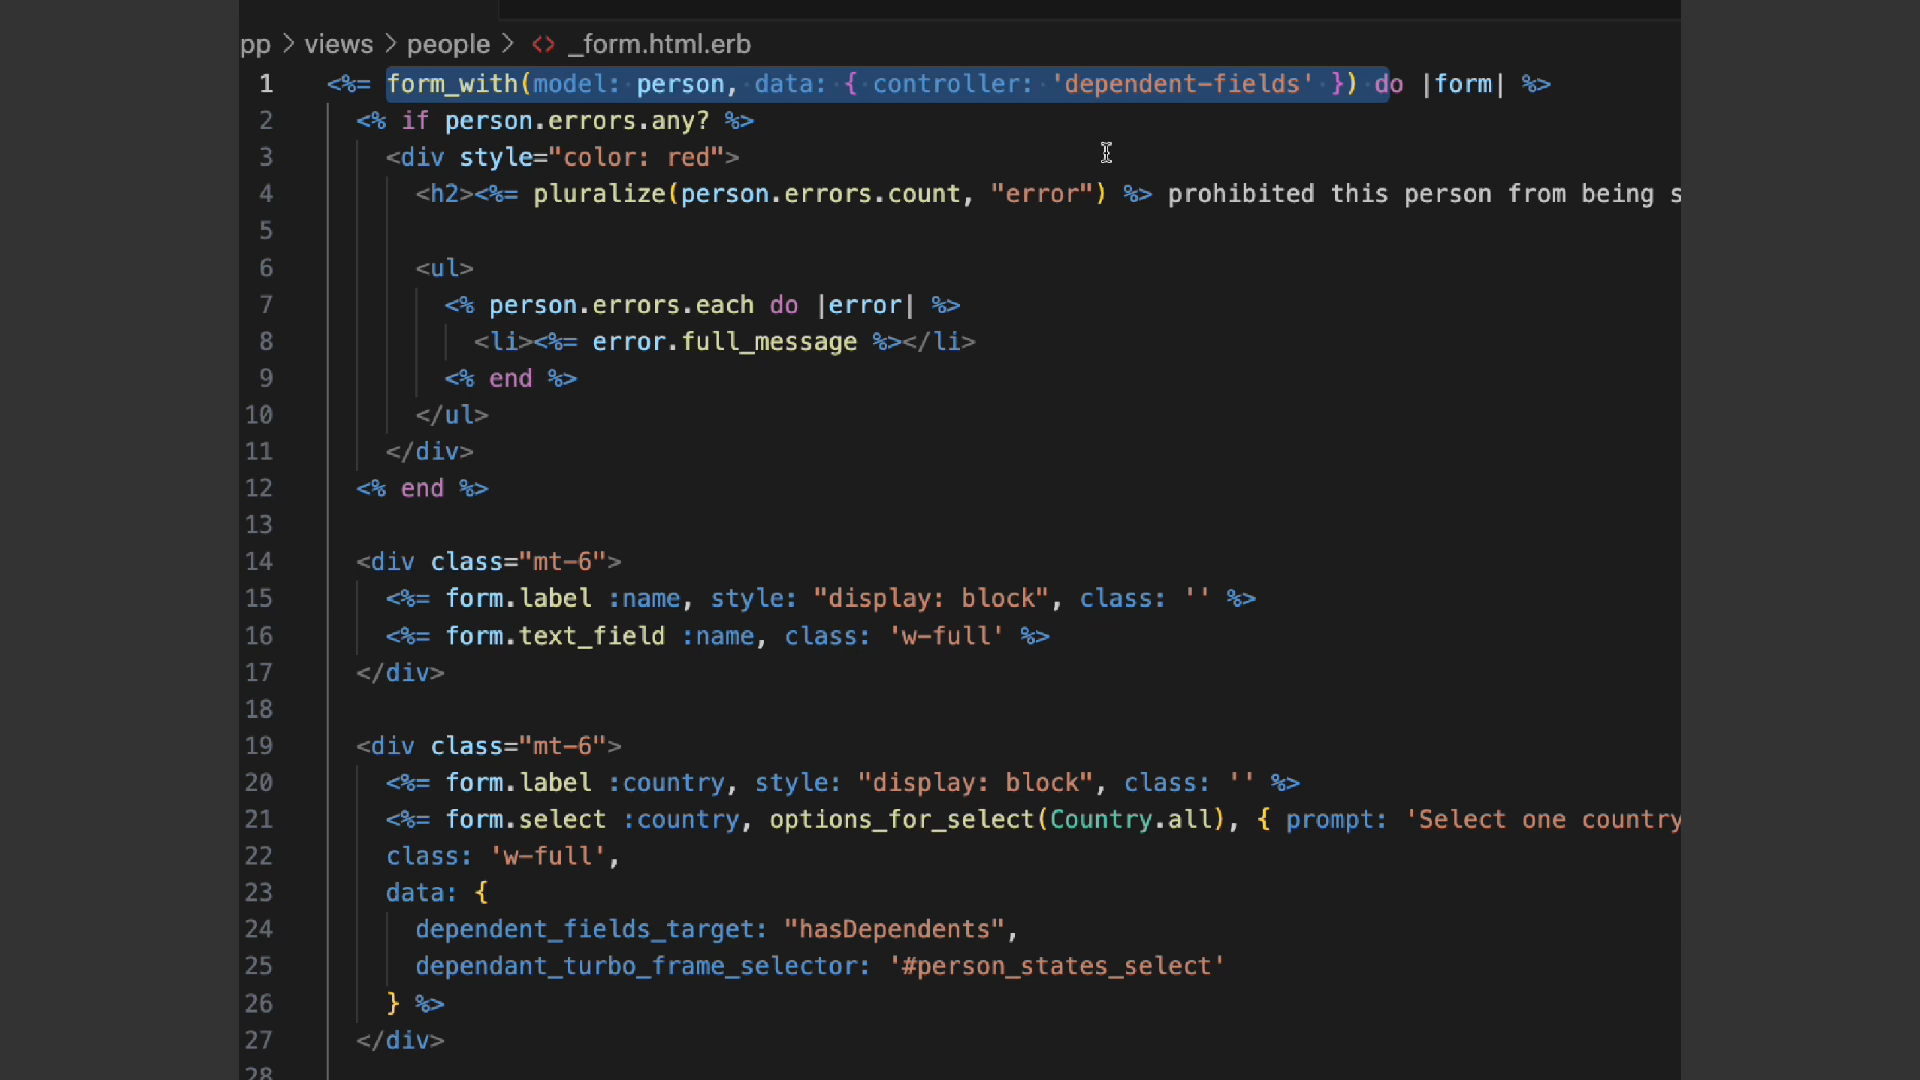 pp > views > people > <> _form.html.erb
1 <%= form_with(model: person, data: { controller: 'dependent-fields' }) do |form| %>
2 <% if person.errors.any? %>
3 <div style="color: red">
4 <h2><%= pluralize(person.errors.count, "error") %> prohibited this person from being s
5
6 <ul>
7 <% person.errors.each do |error| %>
8 <li><%= error.full_message %></li>
9 <% end %>
10 </ul>
11 </div>
12 <% end %>
13
14 <div class="mt-6">
15 <%= form.label :name, style: "display: block", class: '' %>
16 <%= form.text_field :name, class: 'w-full' %>
17 </div>
18
19 <div class="mt-6">
20 <%= form.label :country, style: "display: block", class: '' %>
21 <%= form.select :country, options_for_select(Country.all), { prompt: 'Select one country
22 class: 'w-full',
23 data: {
24 dependent_fields_target: "hasDependents",
25 dependant_turbo_frame_selector: '#person_states_select'
26 } %>
27 </div>
28